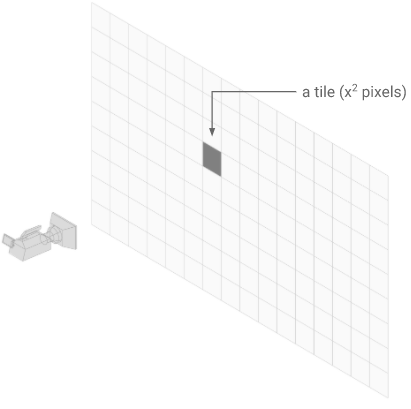 a tile (x² pixels)